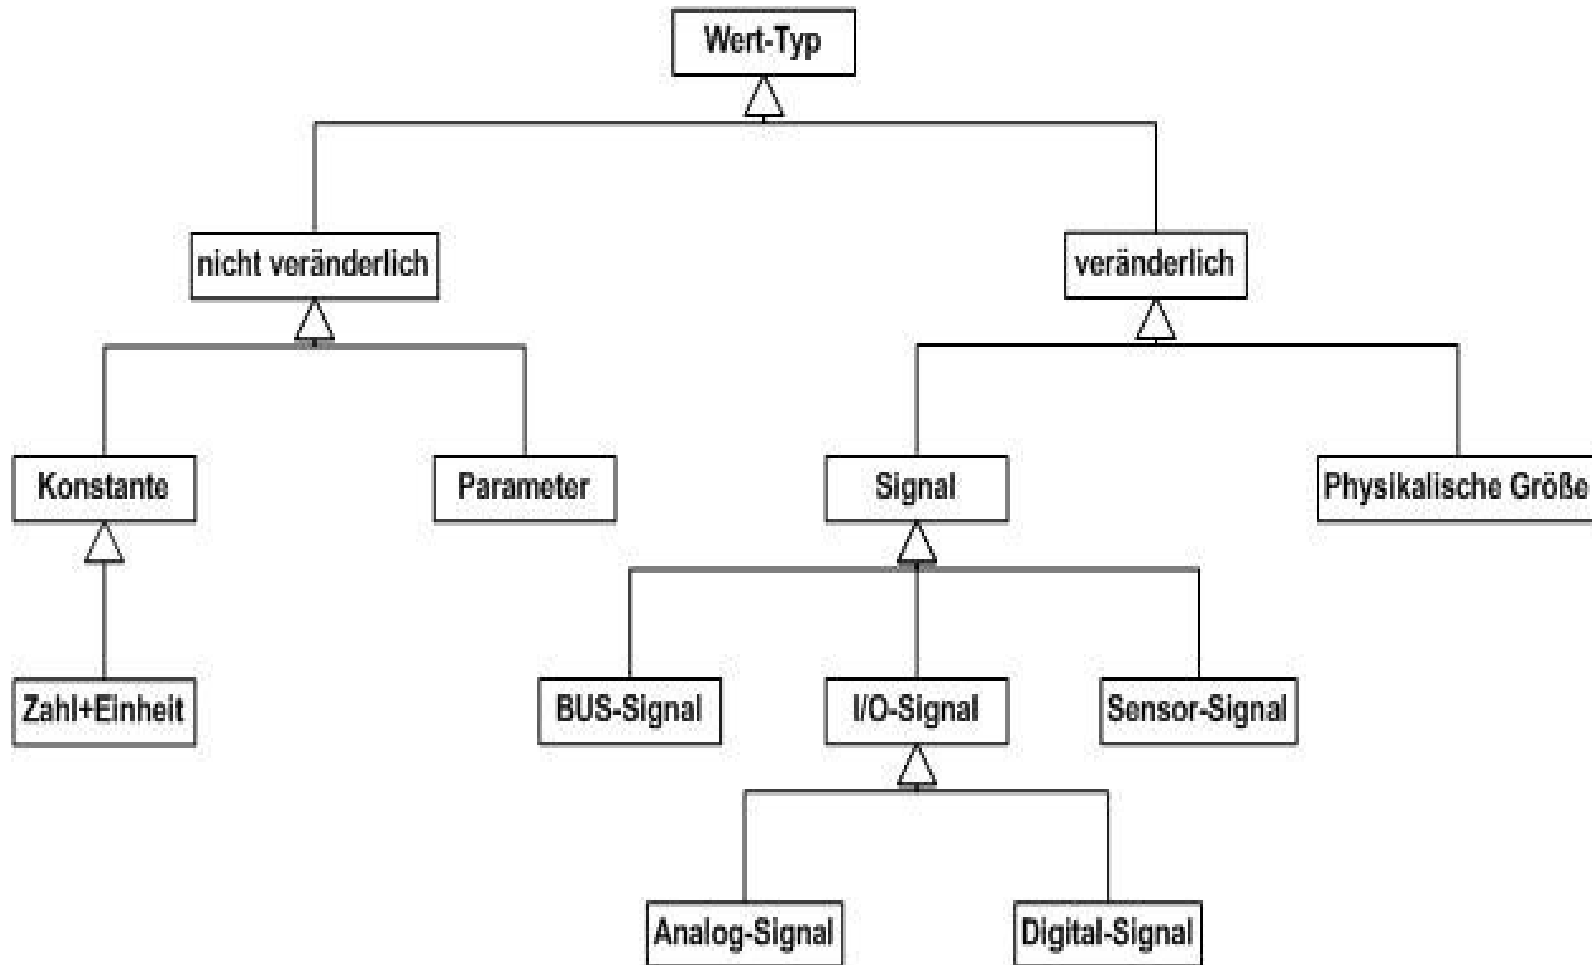 Wert-Typ
nicht veränderlich
veränderlich
Konstante
Parameter
Signal
Physikalische Größe
Zahl+Einheit
BUS-Signal
I/O-Signal
Sensor-Signal
Analog-Signal
Digital-Signal